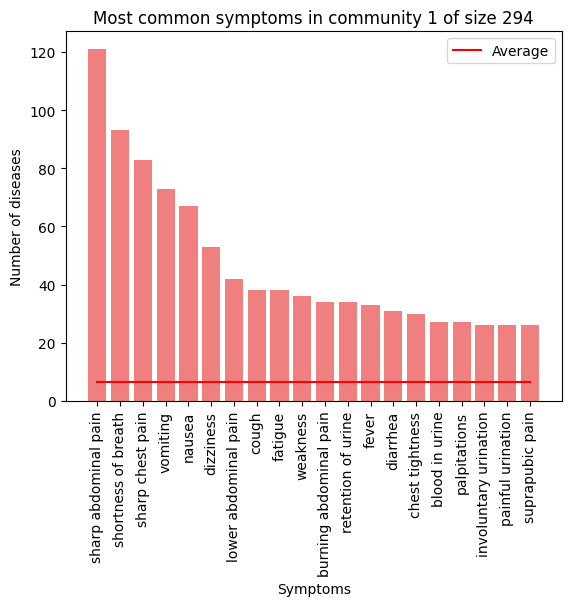 Most common symptoms in community 1 of size 294
Average
Number of diseases
120
100
80
60
40
20
0
sharp abdominal pain
shortness of breath
sharp chest pain
vomiting
nausea
dizziness
lower abdominal pain
cough
fatigue
weakness
burning abdominal pain
retention of urine
fever
diarrhea
chest tightness
blood in urine
palpitations
involuntary urination
painful urination
suprapubic pain
Symptoms